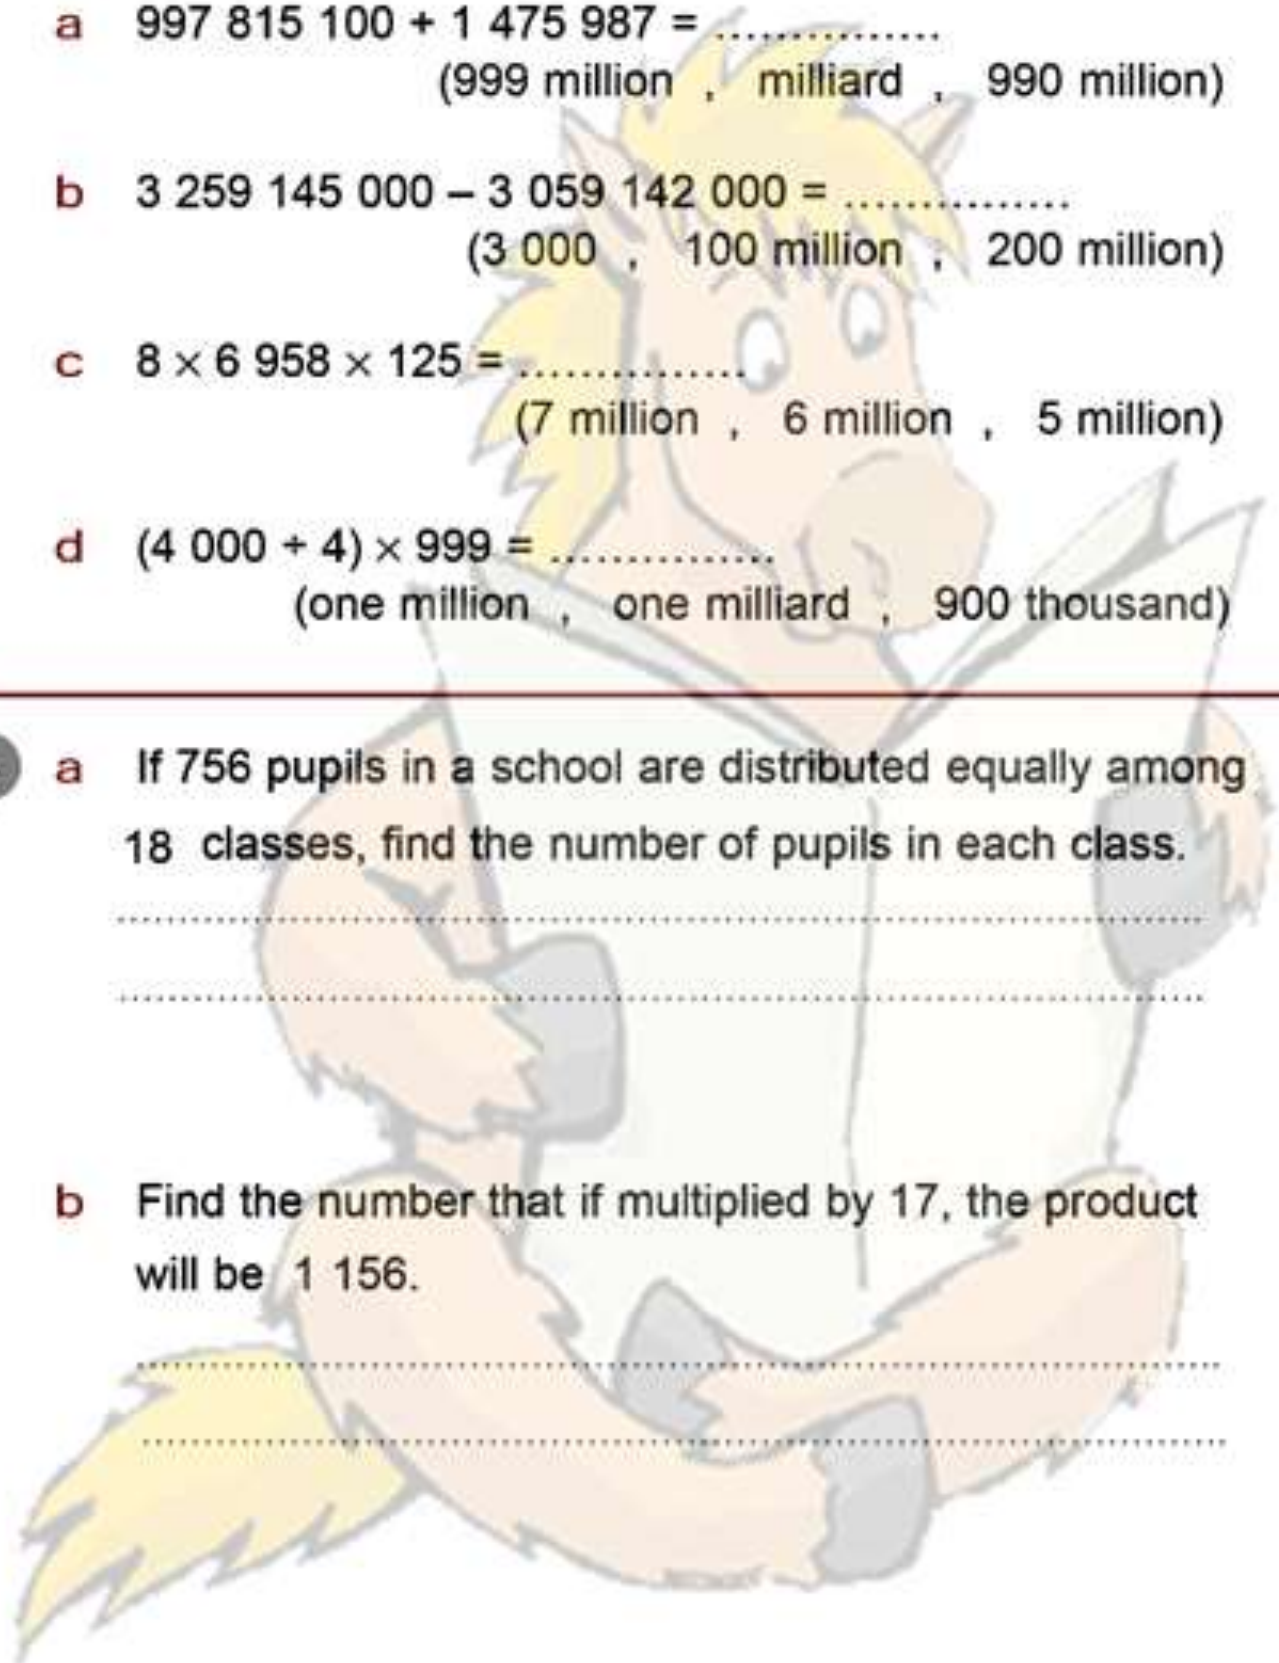 a 997 815 100 + 1 475 987 = ...............
(999 million , milliard , 990 million)
b 3 259 145 000 – 3 059 142 000 = ...............
(3 000 , 100 million , 200 million)
c 8 × 6 958 × 125 = ...............
(7 million , 6 million , 5 million)
d (4 000 ÷ 4) × 999 = ...............
(one million , one milliard , 900 thousand)
a If 756 pupils in a school are distributed equally among
18 classes, find the number of pupils in each class.
b Find the number that if multiplied by 17, the product
will be 1 156.